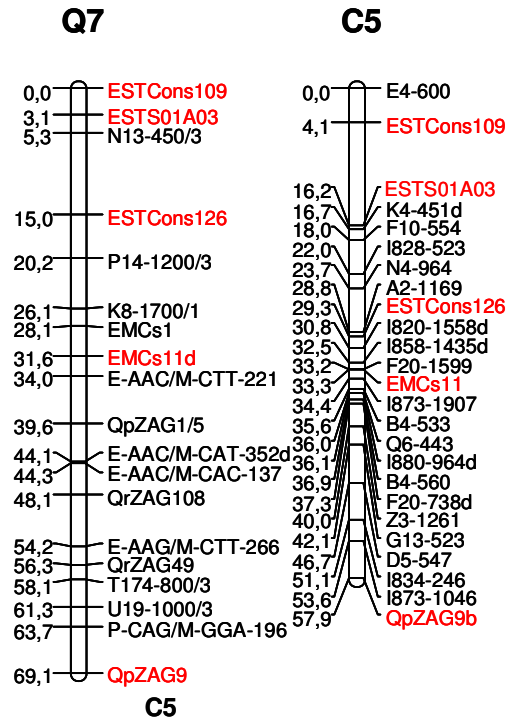 Q7
0,0 ESTCons109
3,1 ESTS01A03
5,3 N13-450/3
15,0 ESTCons126
20,2 P14-1200/3
26,1 K8-1700/1
28,1 EMCs1
31,6 EMCs11d
34,0 E-AAC/M-CTT-221
39,6 QpZAG1/5
44,1 E-AAC/M-CAT-352d
44,3 E-AAC/M-CAC-137
48,1 QrZAG108
54,2 E-AAG/M-CTT-266
56,3 QrZAG49
58,1 T174-800/3
61,3 U19-1000/3
63,7 P-CAG/M-GGA-196
69,1 QpZAG9
C5
C5
0,0 E4-600
4,1 ESTCons109
16,2 ESTS01A03
16,7 K4-451d
18,0 F10-554
22,0 I828-523
23,7 N4-964
28,8 A2-1169
29,3 ESTCons126
30,8 I820-1558d
32,5 I858-1435d
33,2 F20-1599
33,3 EMCs11
34,4 I873-1907
35,6 B4-533
36,0 Q6-443
36,1 I880-964d
36,9 B4-560
37,3 F20-738d
40,0 Z3-1261
42,1 G13-523
46,7 D5-547
51,1 I834-246
53,6 I873-1046
57,9 QpZAG9b